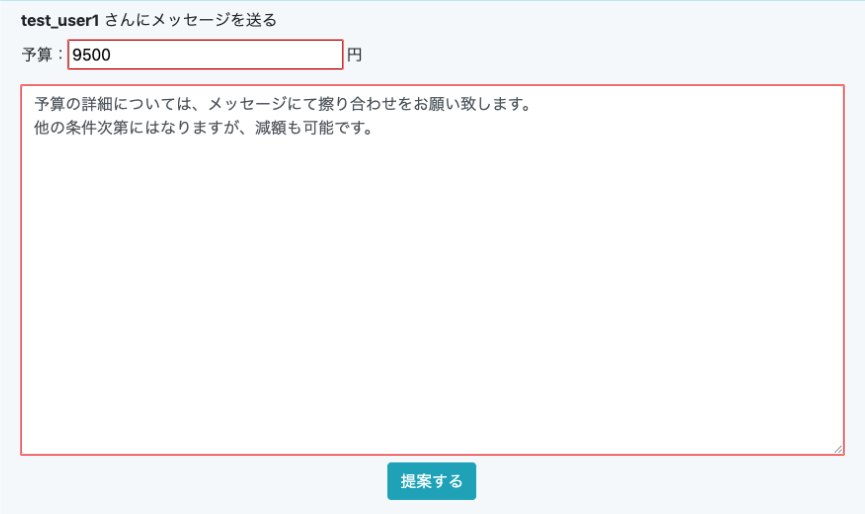 test_user1 さんにメッセージを送る
予算：9500 円
予算の詳細については、メッセージにて擦り合わせをお願い致します。
他の条件次第にはなりますが、減額も可能です。
提案する